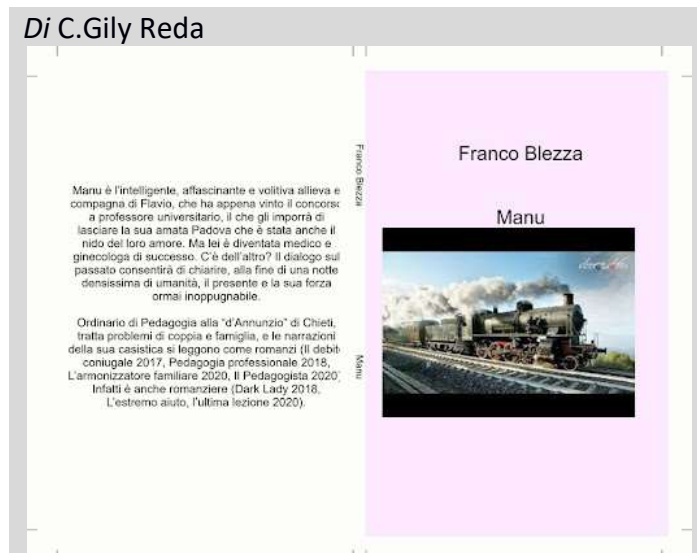 Di C.Gily Reda
Manu è l'intelligente, affascinante e volitiva allieva e
compagna di Flavio, che ha appena vinto il concorso
a professore universitario, il che gli imporrà di
lasciare la sua amata Padova che è stata anche il
nido del loro amore. Ma lei è diventata medico e
ginecologa di successo. C'è dell'altro? Il dialogo sul
passato consentirà di chiarire, alla fine di una notte
densissima di umanità, il presente e la sua forza
ormai inoppugnabile.
Ordinario di Pedagogia alla "d'Annunzio" di Chieti,
tratta problemi di coppia e famiglia, e le narrazioni
della sua casistica si leggono come romanzi (Il debit
coniugale 2017, Pedagogia professionale 2018,
L'armonizzatore familiare 2020, Il Pedagogista 2020)
Infatti è anche romanziere (Dark Lady 2018,
L'estremo aiuto, l'ultima lezione 2020).
Franco Blezza
Manu
Franco Blezza
Manu